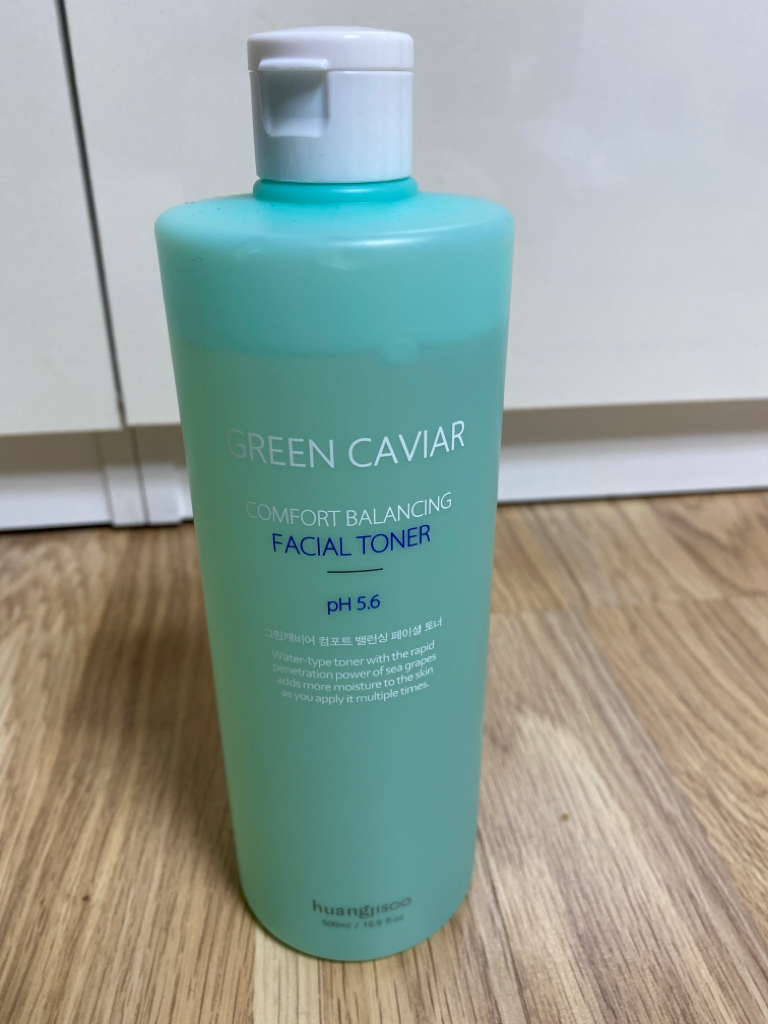 GREEN CAVIAR
COMFORT BALANCING
FACIAL TONER
pH 5.6
그린캐비어 컴포트 밸런싱 페이셜 토너
Water-type toner with the rapid
penetration power of sea grapes
adds more moisture to the skin
as you apply it multiple times.
huangjisoo
500ml / 16.9 fl.oz